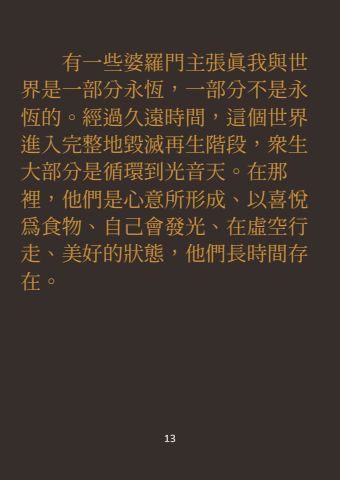 有一些婆羅門主張眞我與世
界是一部分永恆，一部分不是永
恆的。經過久遠時間，這個世界
進入完整地毀滅再生階段，衆生
大部分是循環到光音天。在那
裡，他們是心意所形成、以喜悅
爲食物、自己會發光、在虛空行
走、美好的狀態，他們長時間存
在。
13